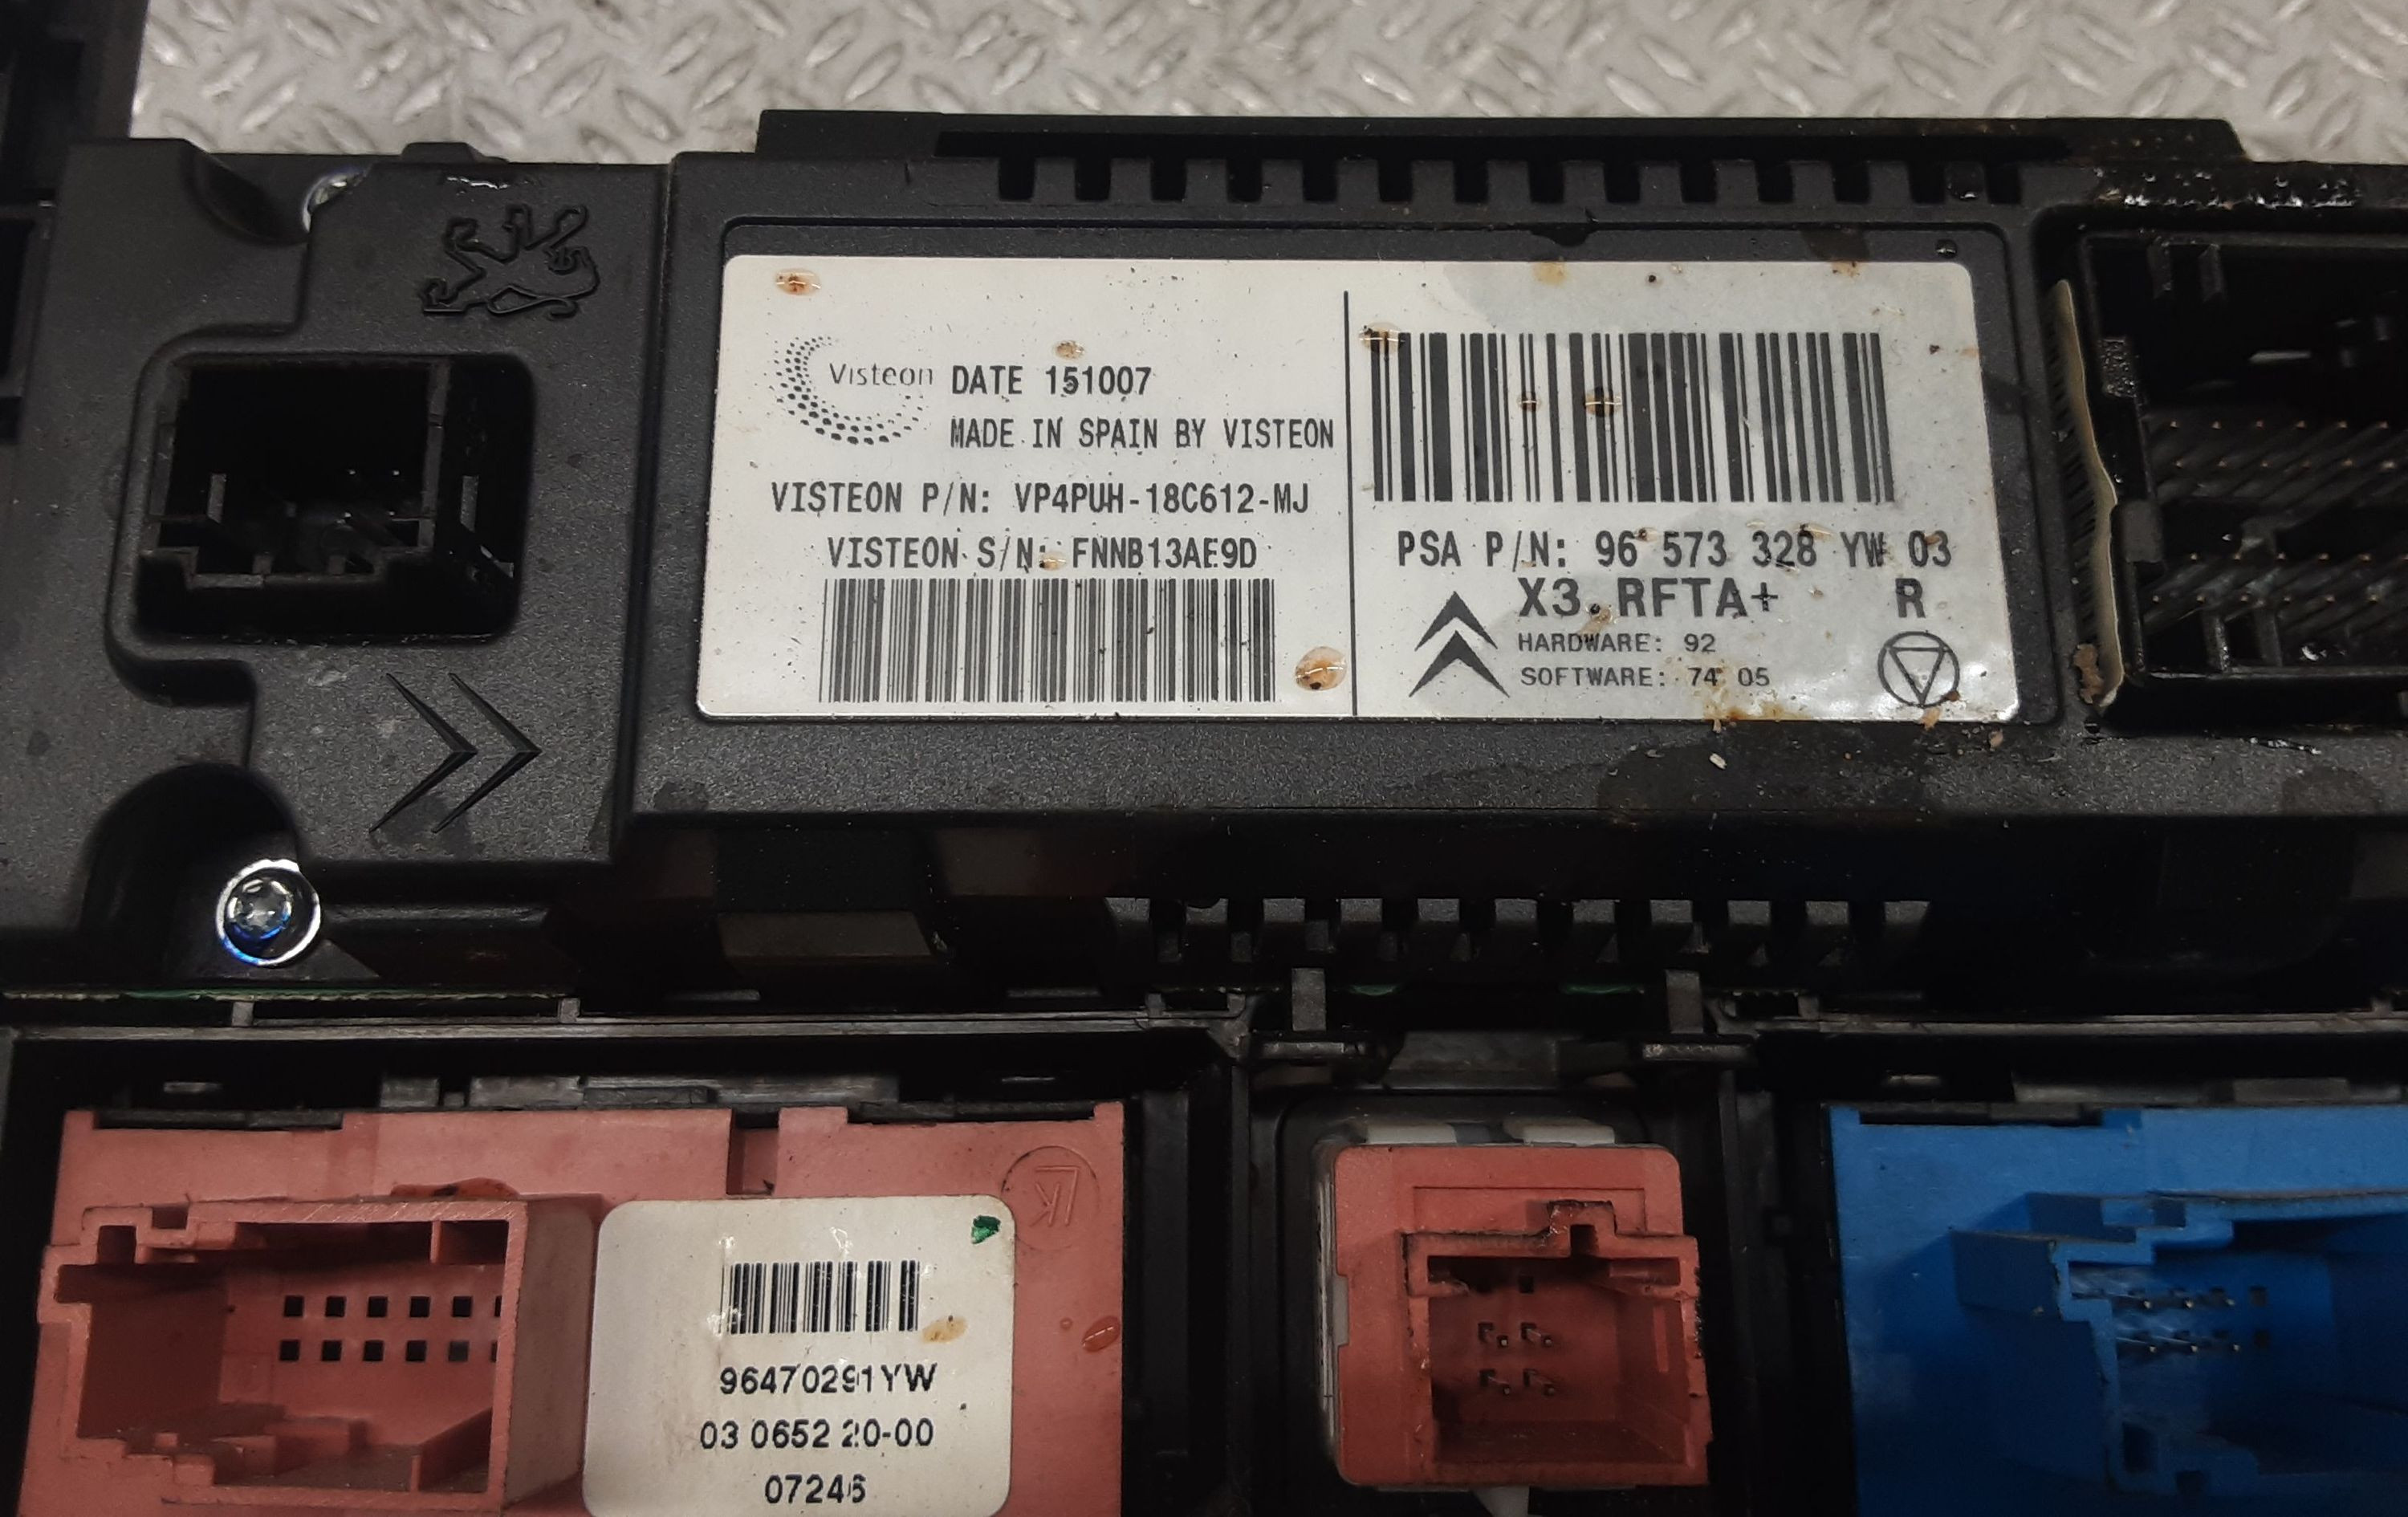 Visteon
DATE 151007
MADE IN SPAIN BY VISTEON
VISTEON P/N: VP4PUH-18C612-MJ
VISTEON S/N: FNNB13AE9D
PSA P/N: 96 573 328 YW 03
X3.RFTA+ R
HARDWARE: 92
SOFTWARE: 74 05
96470291YW
03 0652 20-00
07246